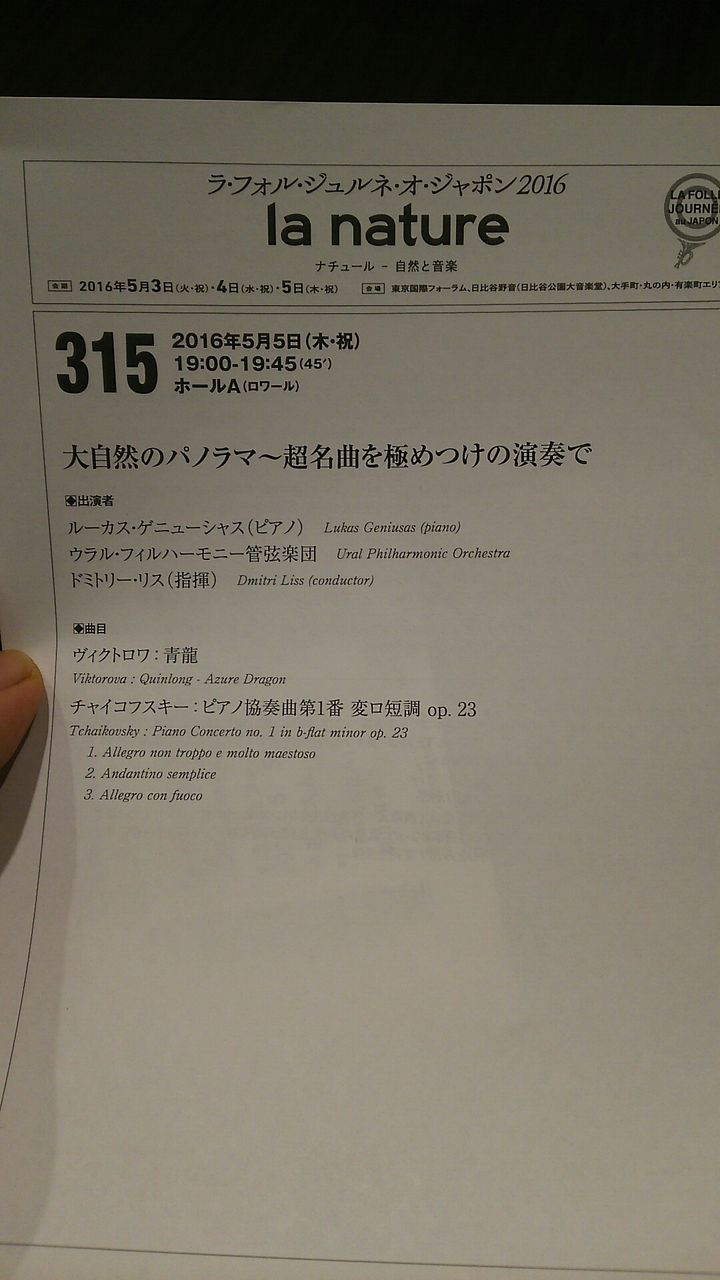 ラ・フォル・ジュルネ・オ・ジャポン2016
la nature
ナチュール － 自然と音楽
LA FOLL
JOURNÉ
au JAPON
会期 2016年5月3日(火・祝)・4日(水・祝)・5日(木・祝) 会場 東京国際フォーラム、日比谷野音(日比谷公園大音楽堂)、大手町・丸の内・有楽町エリ
315
2016年5月5日(木・祝)
19:00-19:45(45′)
ホールA(ロワール)
大自然のパノラマ～超名曲を極めつけの演奏で
◆出演者
ルーカス・ゲニューシャス(ピアノ) Lukas Geniusas (piano)
ウラル・フィルハーモニー管弦楽団 Ural Philharmonic Orchestra
ドミトリー・リス(指揮) Dmitri Liss (conductor)
◆曲目
ヴィクトロワ：青龍
Viktorova : Quinlong - Azure Dragon
チャイコフスキー：ピアノ協奏曲第1番 変ロ短調 op. 23
Tchaikovsky : Piano Concerto no. 1 in b-flat minor op. 23
1. Allegro non troppo e molto maestoso
2. Andantino semplice
3. Allegro con fuoco